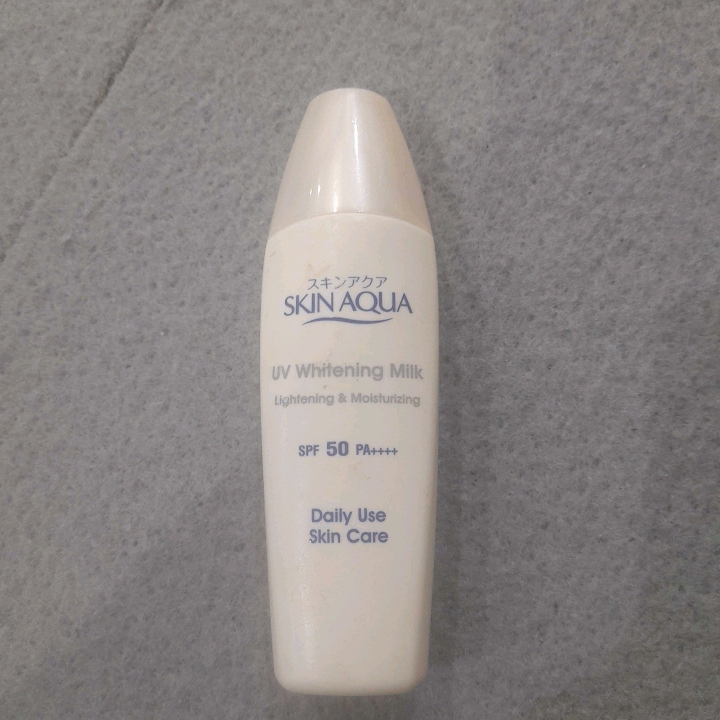 スキンアクア
SKIN AQUA
UV Whitening Milk
Lightening & Moisturizing
SPF 50 PA++++
Daily Use
Skin Care